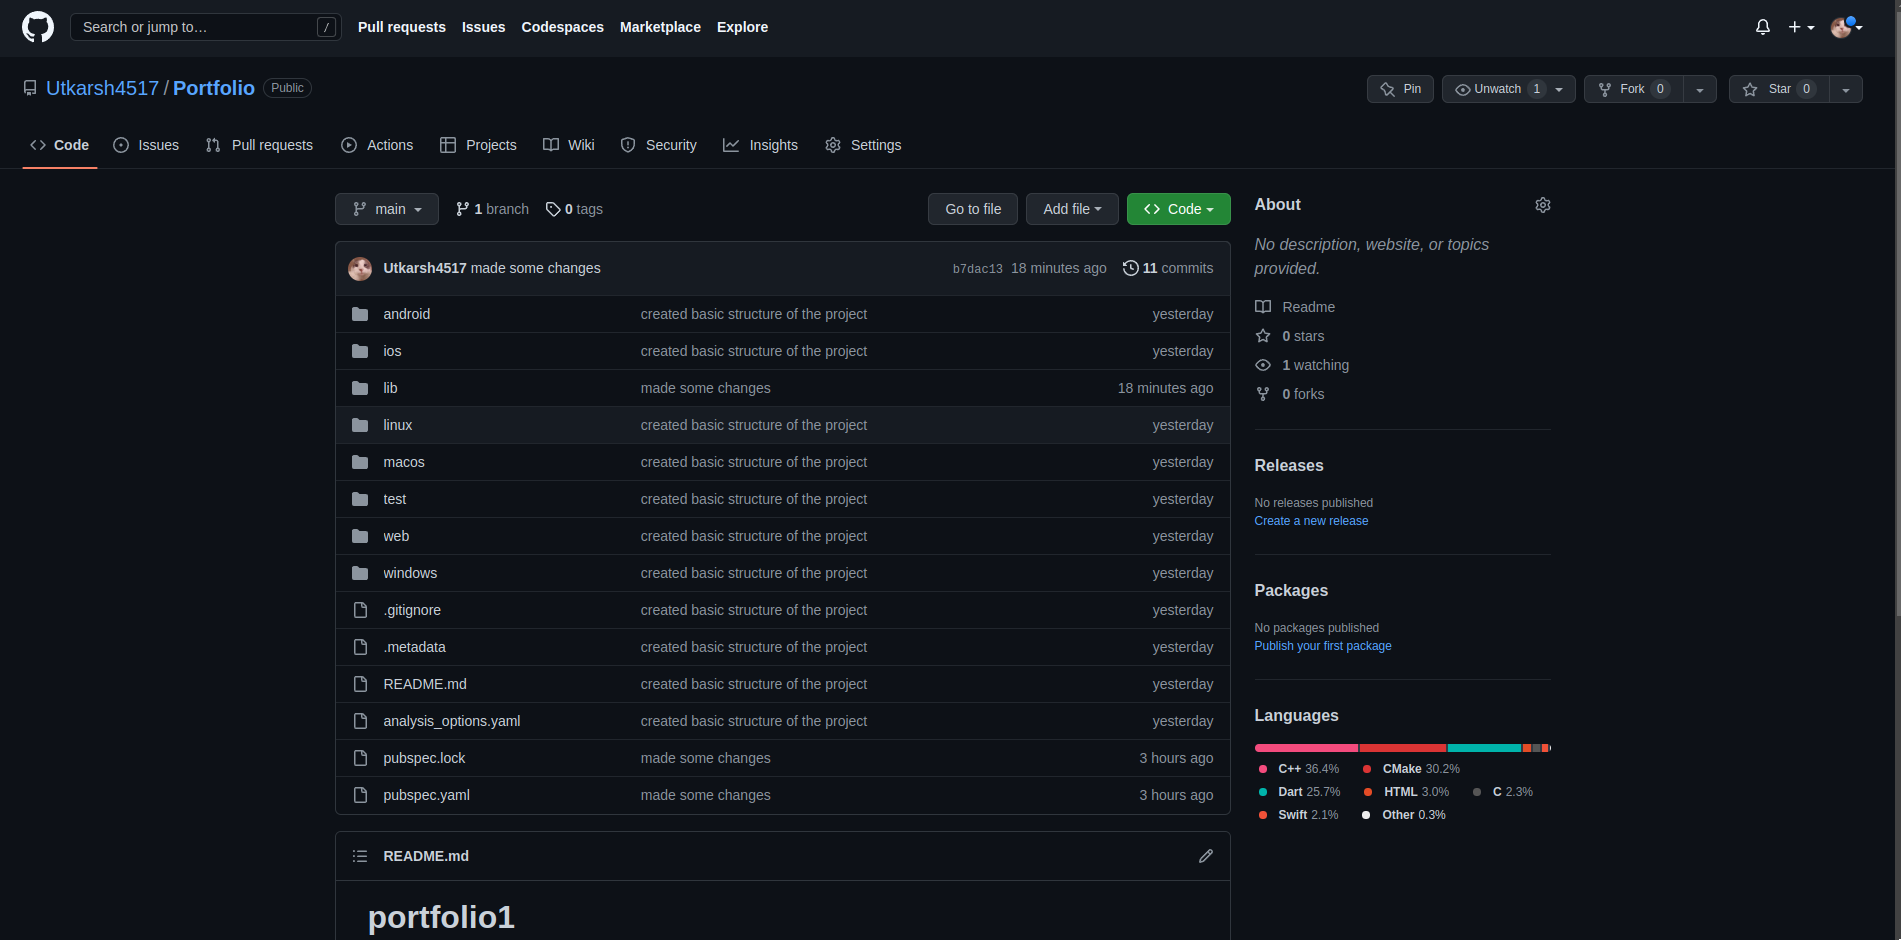 Search or jump to… / Pull requests Issues Codespaces Marketplace Explore
Utkarsh4517 / Portfolio Public Pin Unwatch 1 Fork 0 Star 0
Code Issues Pull requests Actions Projects Wiki Security Insights Settings
main 1 branch 0 tags Go to file Add file Code
Utkarsh4517 made some changes b7dac13 18 minutes ago 11 commits
android created basic structure of the project yesterday
ios created basic structure of the project yesterday
lib made some changes 18 minutes ago
linux created basic structure of the project yesterday
macos created basic structure of the project yesterday
test created basic structure of the project yesterday
web created basic structure of the project yesterday
windows created basic structure of the project yesterday
.gitignore created basic structure of the project yesterday
.metadata created basic structure of the project yesterday
README.md created basic structure of the project yesterday
analysis_options.yaml created basic structure of the project yesterday
pubspec.lock made some changes 3 hours ago
pubspec.yaml made some changes 3 hours ago
README.md
portfolio1
About
No description, website, or topics
provided.
Readme
0 stars
1 watching
0 forks
Releases
No releases published
Create a new release
Packages
No packages published
Publish your first package
Languages
C++ 36.4% CMake 30.2%
Dart 25.7% HTML 3.0% C 2.3%
Swift 2.1% Other 0.3%